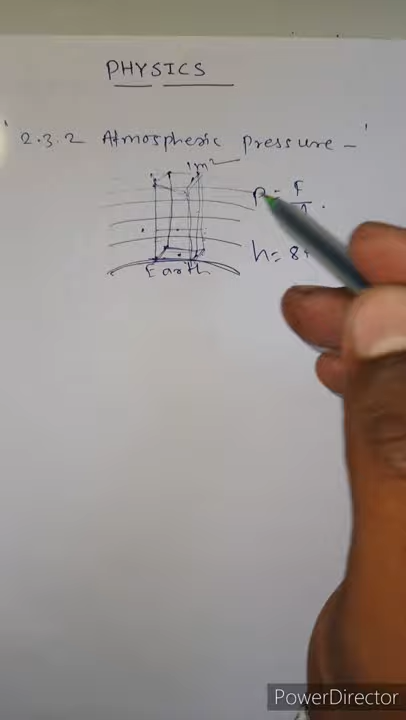 PHYSICS
2.3.2 Atmospheric Pressure -
1m²
P = F
Earth
h = 8
PowerDirector